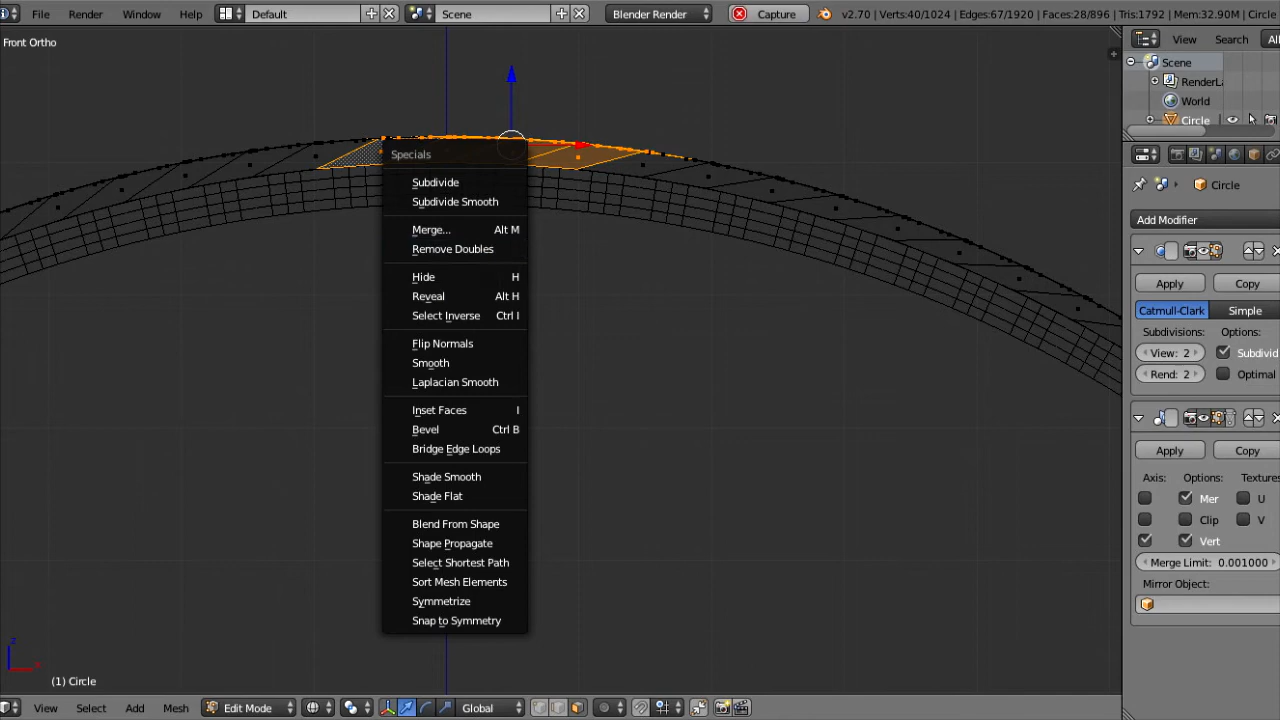 File Render Window Help Default Scene Blender Render Capture v2.70 | Verts:40/1024 | Edges:67/1920 | Faces:28/896 | Tris:1792 | Mem:32.90M | Circle
Front Ortho
View Search All
Scene
RenderLa
World
Circle
Circle
Add Modifier
Apply Copy
Catmull-Clark Simple
Subdivisions: Options:
View: 2 Subdivid
Rend: 2 Optimal
Apply Copy
Axis: Options: Textures
Mer U
Clip V
Vert
Merge Limit: 0.001000
Mirror Object:
Specials
Subdivide
Subdivide Smooth
Merge... Alt M
Remove Doubles
Hide H
Reveal Alt H
Select Inverse Ctrl I
Flip Normals
Smooth
Laplacian Smooth
Inset Faces I
Bevel Ctrl B
Bridge Edge Loops
Shade Smooth
Shade Flat
Blend From Shape
Shape Propagate
Select Shortest Path
Sort Mesh Elements
Symmetrize
Snap to Symmetry
z
(1) Circle
View Select Add Mesh Edit Mode Global